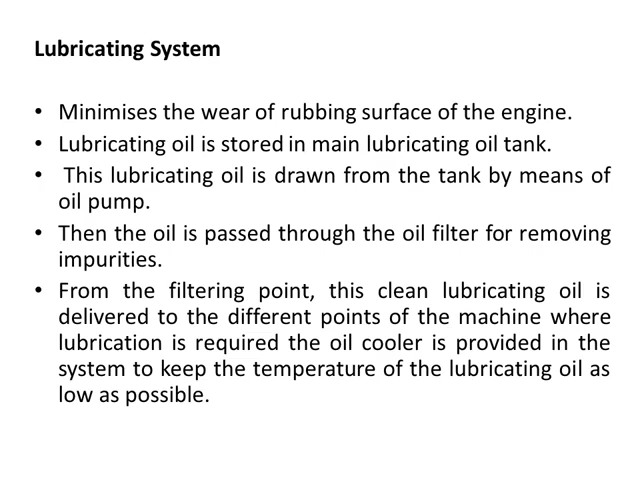 Lubricating System
• Minimises the wear of rubbing surface of the engine.
• Lubricating oil is stored in main lubricating oil tank.
• This lubricating oil is drawn from the tank by means of
oil pump.
• Then the oil is passed through the oil filter for removing
impurities.
• From the filtering point, this clean lubricating oil is
delivered to the different points of the machine where
lubrication is required the oil cooler is provided in the
system to keep the temperature of the lubricating oil as
low as possible.